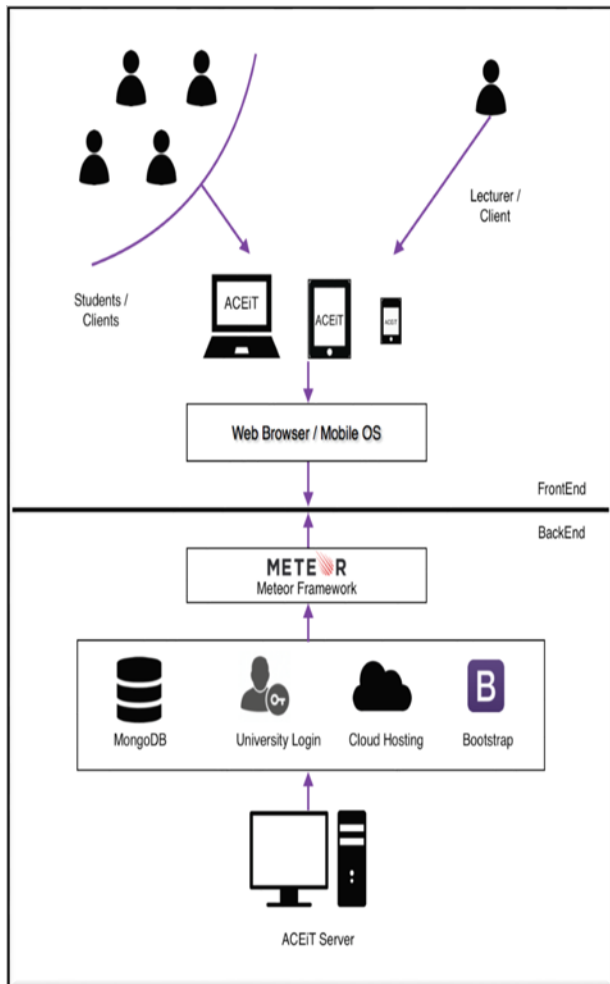 Lecturer /
Client
Students /
Clients
ACEiT
ACEiT
ACEiT
Web Browser / Mobile OS
FrontEnd
BackEnd
METEOR
Meteor Framework
B
MongoDB
University Login
Cloud Hosting
Bootstrap
ACEiT Server